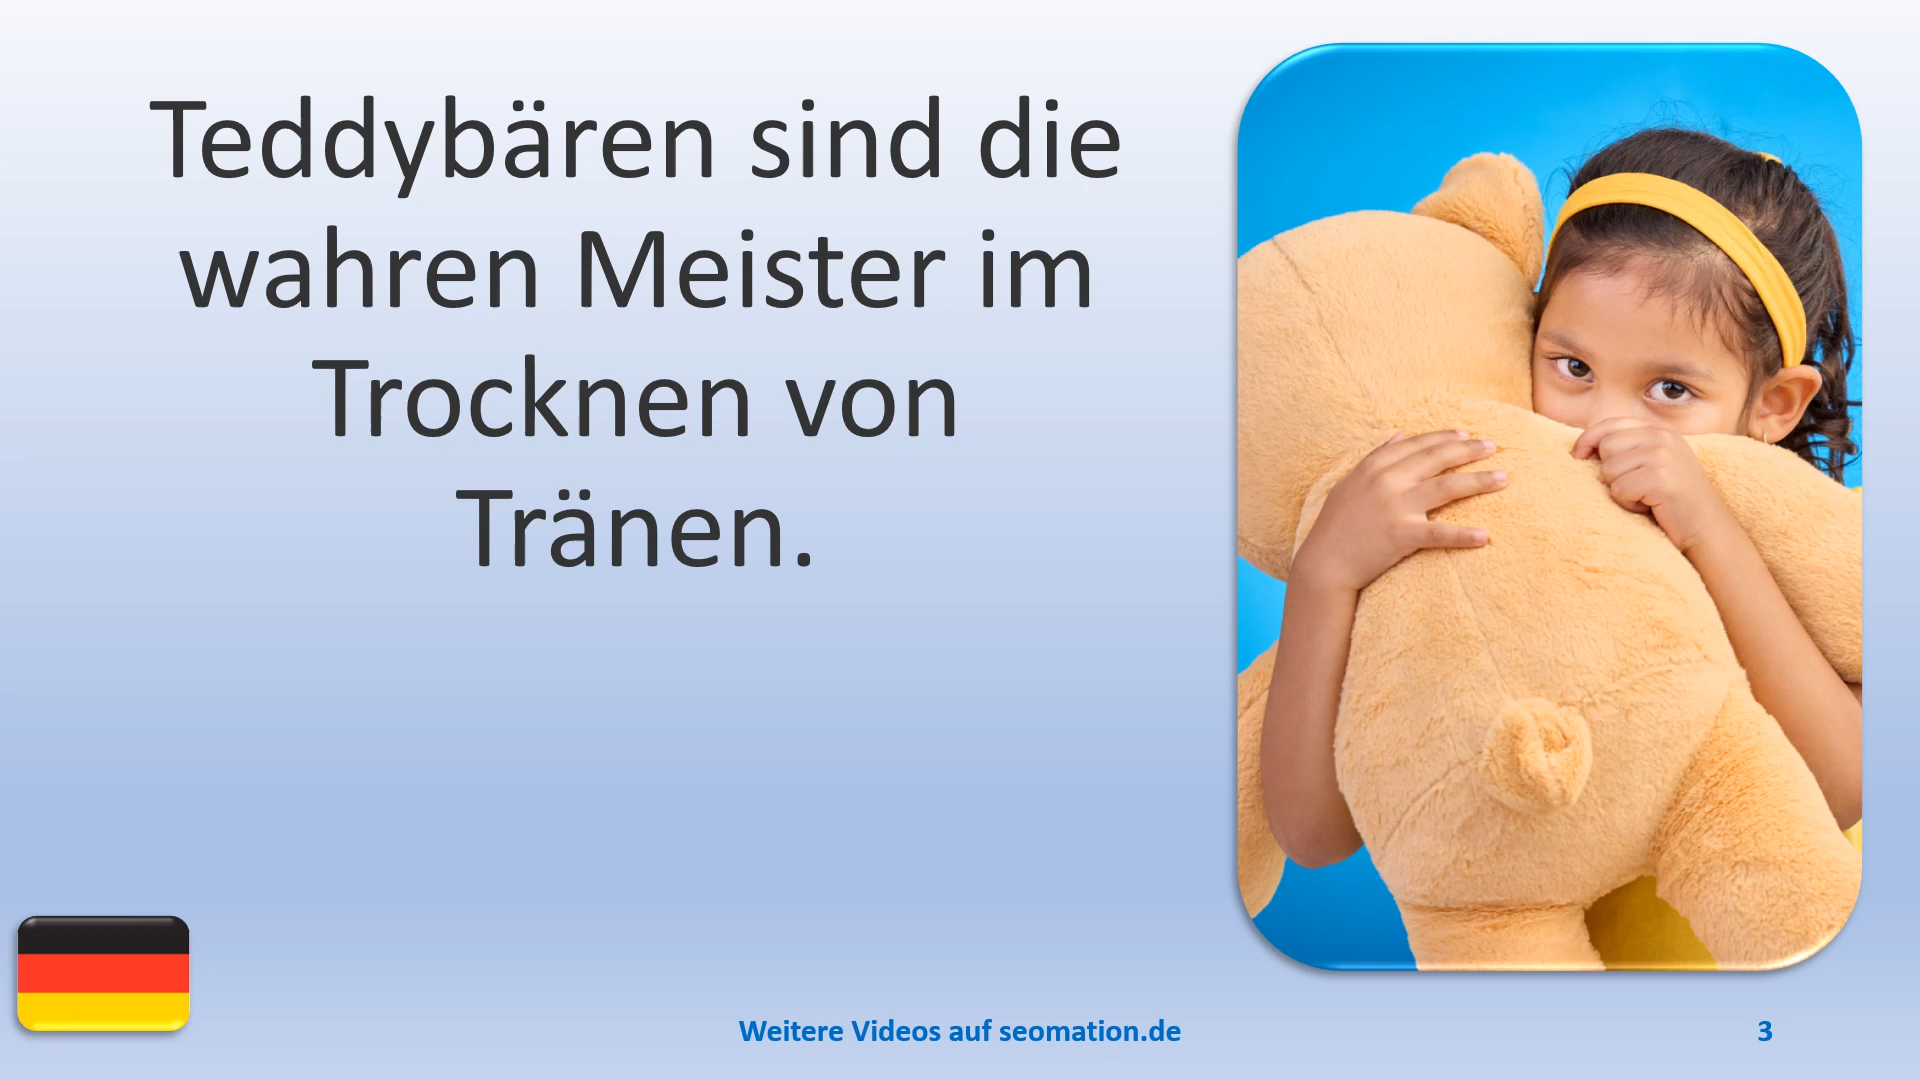 Teddybären sind die
wahren Meister im
Trocknen von
Tränen.
Weitere Videos auf seomation.de
3